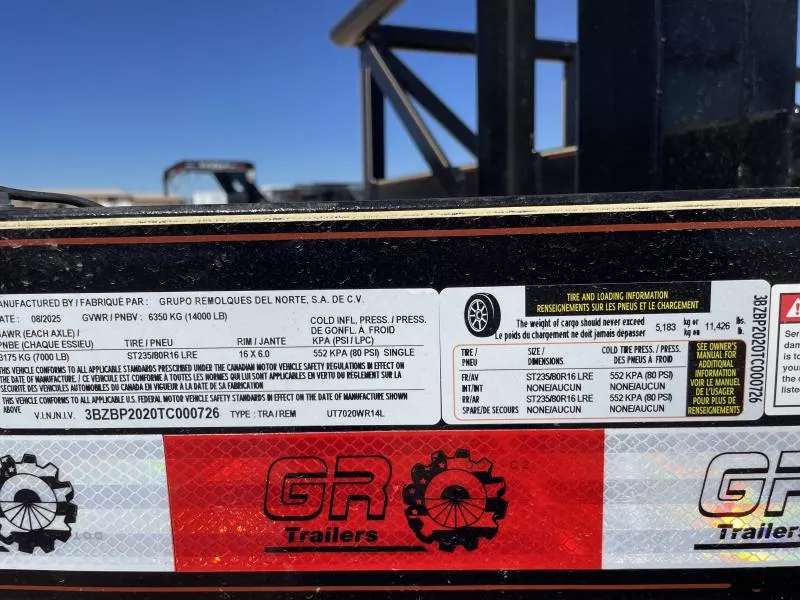 MANUFACTURED BY / FABRIQUÉ PAR : GRUPO REMOLQUES DEL NORTE, S.A. DE C.V.
DATE : 08/2025 GVWR / PNBV : 6350 KG (14000 LB)
GAWR (EACH AXLE) / PNBE (CHAQUE ESSIEU) TIRE / PNEU RIM / JANTE COLD INFL. PRESS. / PRESS. DE GONFL. À FROID KPA (PSI / LPC)
3175 KG (7000 LB) ST235/80R16 LRE 16 X 6.0 552 KPA (80 PSI) SINGLE
THIS VEHICLE CONFORMS TO ALL APPLICABLE STANDARDS PRESCRIBED UNDER THE CANADIAN MOTOR VEHICLE SAFETY REGULATIONS IN EFFECT ON THE DATE OF
MANUFACTURE / CE VÉHICULE EST CONFORME À TOUTES LES NORMES QUI LUI SONT APPLICABLES EN VERTU DU RÈGLEMENT SUR LA
SÉCURITÉ DES VÉHICULES AUTOMOBILES DU CANADA EN VIGUEUR À LA DATE DE SA FABRICATION
THIS VEHICLE CONFORMS TO ALL APPLICABLE U.S. FEDERAL MOTOR VEHICLE SAFETY STANDARDS IN EFFECT ON THE DATE OF MANUFACTURE SHOWN
ABOVE
V.I.N./N.I.V. 3BZBP2020TC000726 TYPE : TRA / REM UT7020WR14L
TIRE AND LOADING INFORMATION
RENSEIGNEMENTS SUR LES PNEUS ET LE CHARGEMENT
The weight of cargo should never exceed 5,183 kg or 11,426 lbs.
Le poids du chargement ne doit jamais dépasser kg ou
TIRE / PNEU SIZE / DIMENSIONS COLD TIRE PRESS. / PRESS. DES PNEUS À FROID
FR/AV ST235/80R16 LRE 552 KPA (80 PSI)
INT/INT NONE/AUCUN NONE/AUCUN
RR/AR ST235/80R16 LRE 552 KPA (80 PSI)
SPARE/DE SECOURS NONE/AUCUN NONE/AUCUN
SEE OWNER'S
MANUAL FOR
ADDITIONAL
INFORMATION
VOIR LE MANUEL
DE L'USAGER
POUR PLUS DE
RENSEIGNEMENTS
3BZBP2020TC000726
GR
Trailers
GR
Trailers